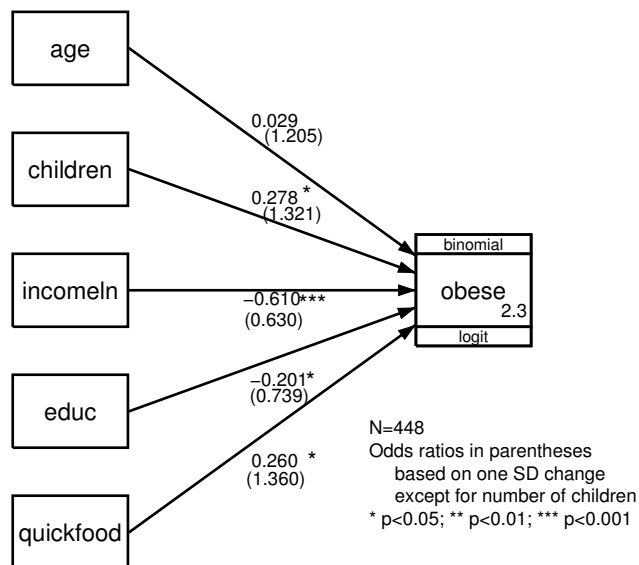 age
0.029
(1.205)
children
0.278 *
(1.321)
binomial
incomeln
−0.610***
(0.630)
obese
2.3
logit
educ
−0.201*
(0.739)
quickfood
0.260 *
(1.360)
N=448
Odds ratios in parentheses
based on one SD change
except for number of children
* p<0.05; ** p<0.01; *** p<0.001